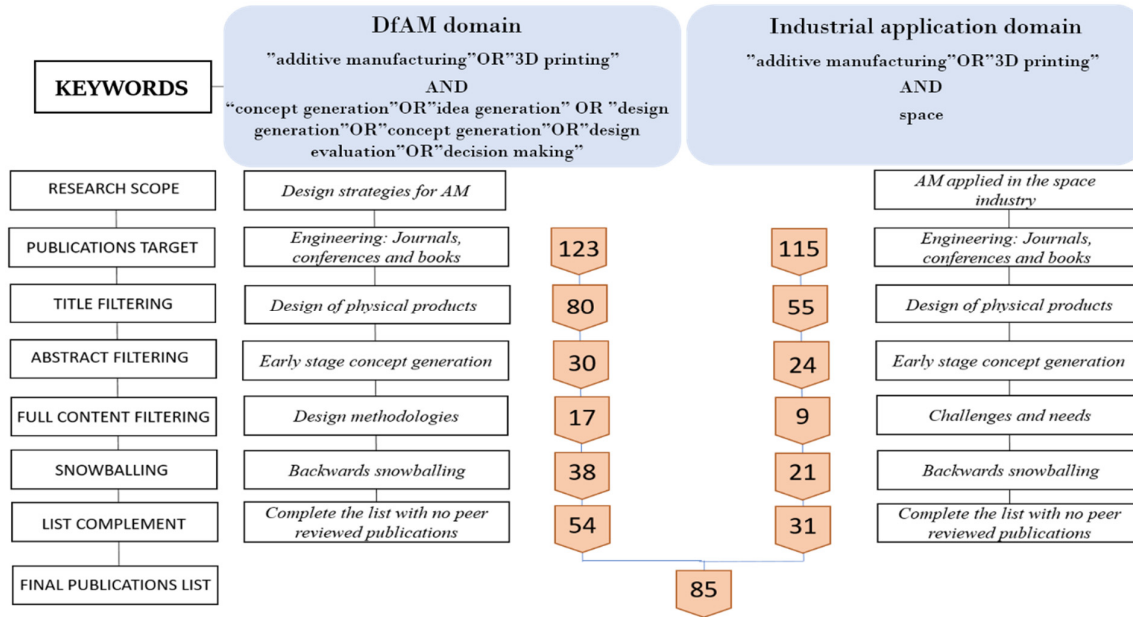 DfAM domain
”additive manufacturing”OR”3D printing”
AND
“concept generation”OR”idea generation” OR ”design
generation”OR”concept generation”OR”design
evaluation”OR”decision making”
Industrial application domain
”additive manufacturing”OR”3D printing”
AND
space
KEYWORDS
RESEARCH SCOPE
Design strategies for AM
AM applied in the space
industry
PUBLICATIONS TARGET
Engineering: Journals,
conferences and books
123
115
Engineering: Journals,
conferences and books
TITLE FILTERING
Design of physical products
80
55
Design of physical products
ABSTRACT FILTERING
Early stage concept generation
30
24
Early stage concept generation
FULL CONTENT FILTERING
Design methodologies
17
9
Challenges and needs
SNOWBALLING
Backwards snowballing
38
21
Backwards snowballing
LIST COMPLEMENT
Complete the list with no peer
reviewed publications
54
31
Complete the list with no peer
reviewed publications
FINAL PUBLICATIONS LIST
85